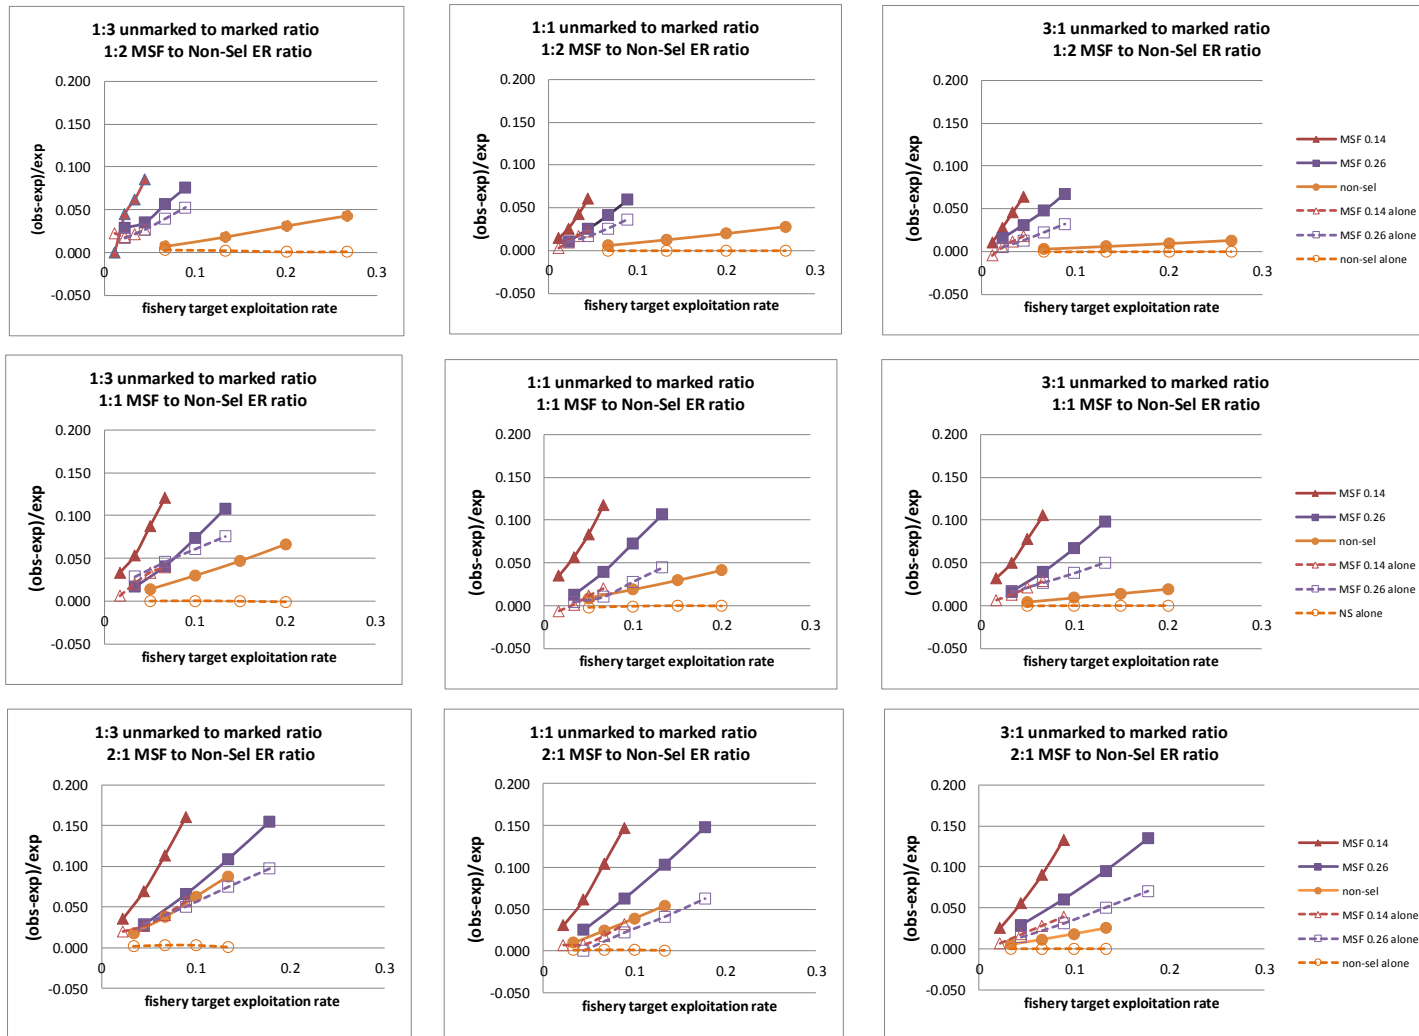 1:3 unmarked to marked ratio
1:2 MSF to Non-Sel ER ratio
0.200
0.150
0.100
0.050
0.000
-0.050
0
0.1
0.2
0.3
(obs-exp)/exp
fishery target exploitation rate
1:1 unmarked to marked ratio
1:2 MSF to Non-Sel ER ratio
0.200
0.150
0.100
0.050
0.000
-0.050
0
0.1
0.2
0.3
(obs-exp)/exp
fishery target exploitation rate
3:1 unmarked to marked ratio
1:2 MSF to Non-Sel ER ratio
0.200
0.150
0.100
0.050
0.000
-0.050
0
0.1
0.2
0.3
(obs-exp)/exp
fishery target exploitation rate
MSF 0.14
MSF 0.26
non-sel
MSF 0.14 alone
MSF 0.26 alone
non-sel alone
1:3 unmarked to marked ratio
1:1 MSF to Non-Sel ER ratio
0.200
0.150
0.100
0.050
0.000
-0.050
0
0.1
0.2
0.3
(obs-exp)/exp
fishery target exploitation rate
1:1 unmarked to marked ratio
1:1 MSF to Non-Sel ER ratio
0.200
0.150
0.100
0.050
0.000
-0.050
0
0.1
0.2
0.3
(obs-exp)/exp
fishery target exploitation rate
3:1 unmarked to marked ratio
1:1 MSF to Non-Sel ER ratio
0.200
0.150
0.100
0.050
0.000
-0.050
0
0.1
0.2
0.3
(obs-exp)/exp
fishery target exploitation rate
MSF 0.14
MSF 0.26
non-sel
MSF 0.14 alone
MSF 0.26 alone
NS alone
1:3 unmarked to marked ratio
2:1 MSF to Non-Sel ER ratio
0.200
0.150
0.100
0.050
0.000
-0.050
0
0.1
0.2
0.3
(obs-exp)/exp
fishery target exploitation rate
1:1 unmarked to marked ratio
2:1 MSF to Non-Sel ER ratio
0.200
0.150
0.100
0.050
0.000
-0.050
0
0.1
0.2
0.3
(obs-exp)/exp
fishery target exploitation rate
3:1 unmarked to marked ratio
2:1 MSF to Non-Sel ER ratio
0.200
0.150
0.100
0.050
0.000
-0.050
0
0.1
0.2
0.3
(obs-exp)/exp
fishery target exploitation rate
MSF 0.14
MSF 0.26
non-sel
MSF 0.14 alone
MSF 0.26 alone
non-sel alone